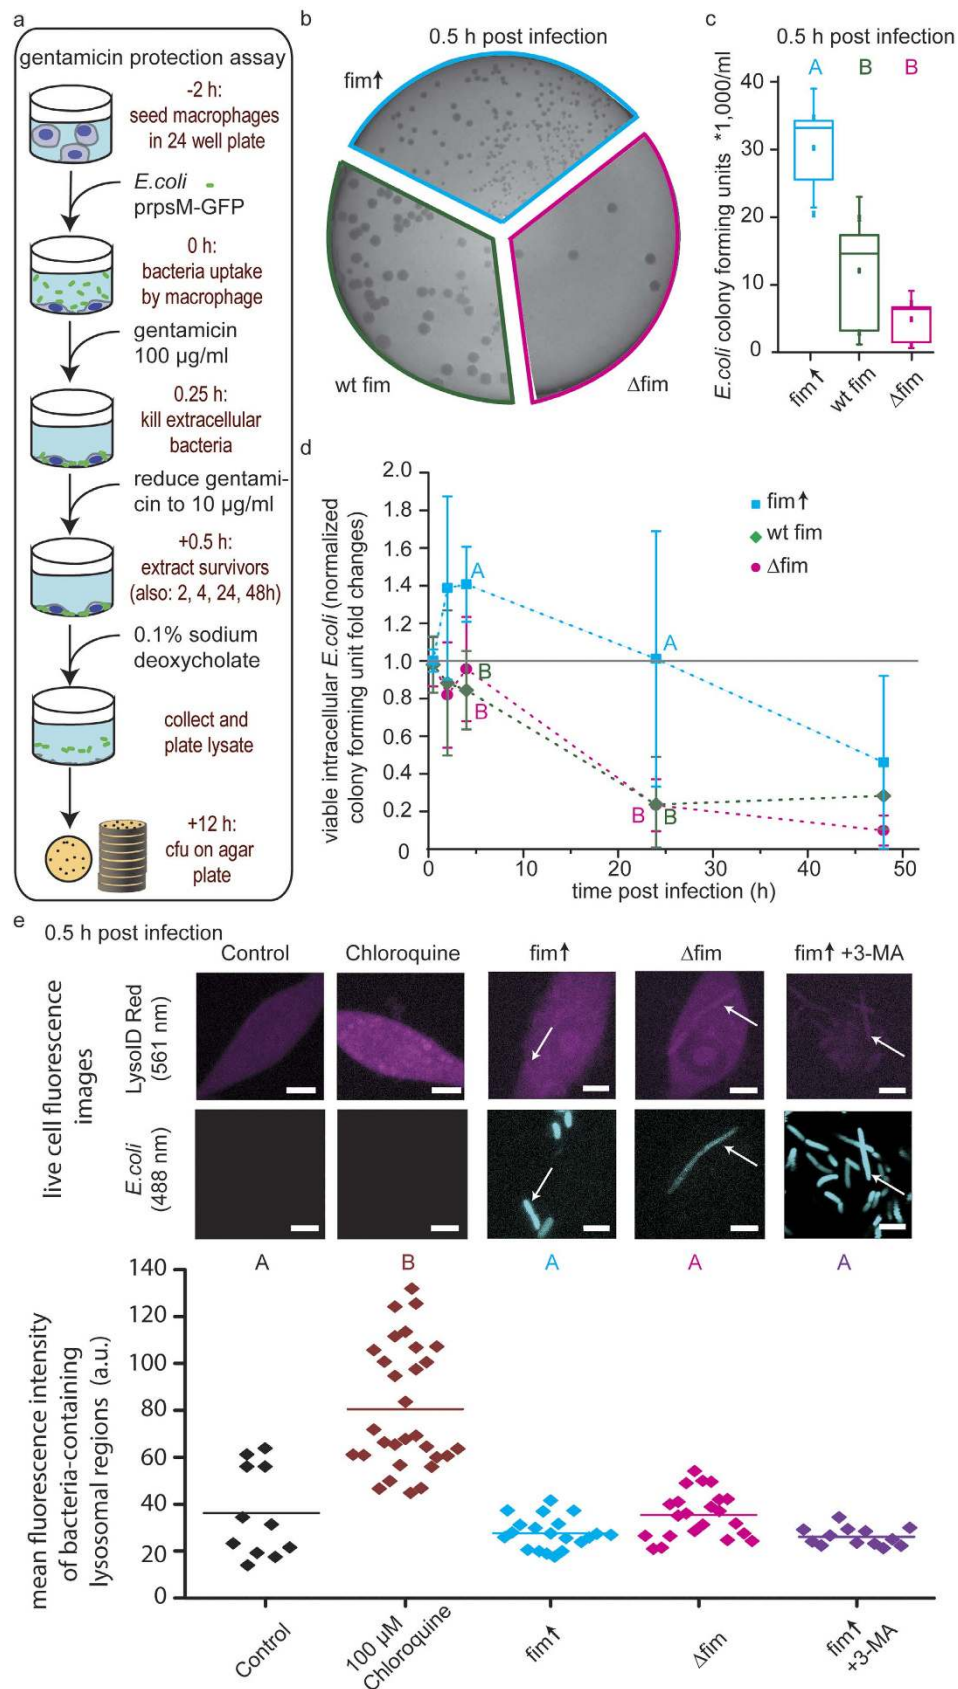 a
gentamicin protection assay
-2 h:
seed macrophages
in 24 well plate
E.coli
prpsM-GFP
0 h:
bacteria uptake
by macrophage
gentamicin
100 µg/ml
0.25 h:
kill extracellular
bacteria
reduce gentami-
cin to 10 µg/ml
+0.5 h:
extract survivors
(also: 2, 4, 24, 48h)
0.1% sodium
deoxycholate
collect and
plate lysate
+12 h:
cfu on agar
plate
b
0.5 h post infection
fim↑
wt fim
Δfim
c
0.5 h post infection
A B B
E.coli colony forming units *1,000/ml
40
30
20
10
0
fim↑ wt fim Δfim
d
viable intracellular E.coli (normalized
colony forming unit fold changes)
2.0
1.8
1.6
1.4
1.2
1.0
0.8
0.6
0.4
0.2
0
fim↑
wt fim
Δfim
A
A
B
B
B B
0 10 20 30 40 50
time post infection (h)
e
0.5 h post infection
Control Chloroquine fim↑ Δfim fim↑ +3-MA
live cell fluorescence
images
LysoID Red
(561 nm)
E.coli
(488 nm)
A B A A A
mean fluorescence intensity
of bacteria-containing
lysosomal regions (a.u.)
140
120
100
80
60
40
20
0
Control
100 µM
Chloroquine
fim↑
Δfim
fim↑
+3-MA